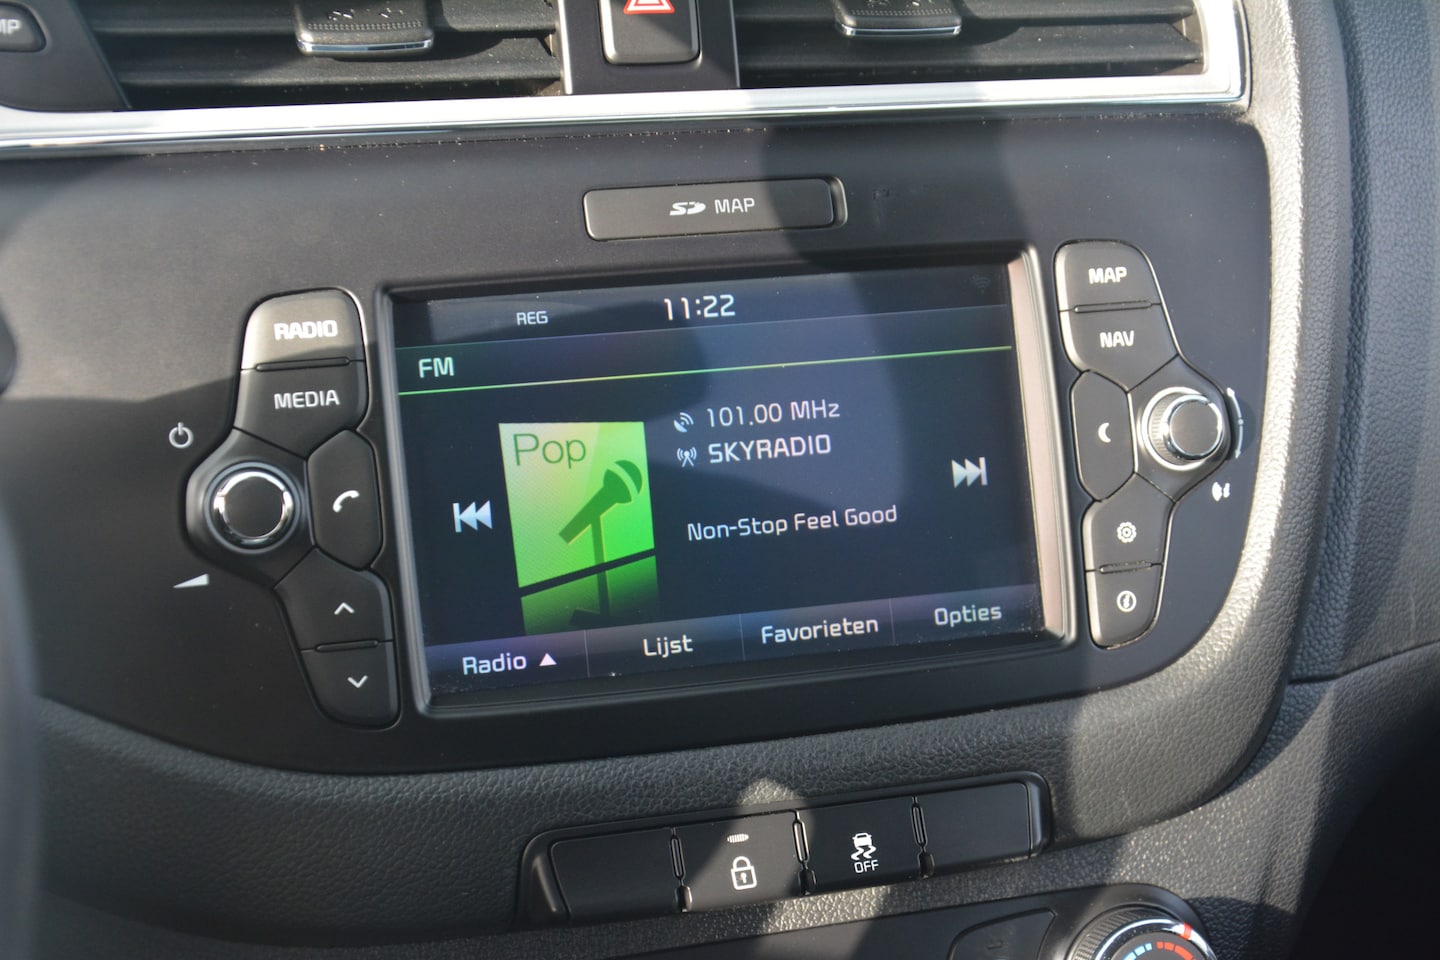 SD MAP
REG
11:22
RADIO
MEDIA
FM
Pop
101.00 MHz
SKYRADIO
Non-Stop Feel Good
Radio
Lijst
Favorieten
Opties
MAP
NAV
OFF